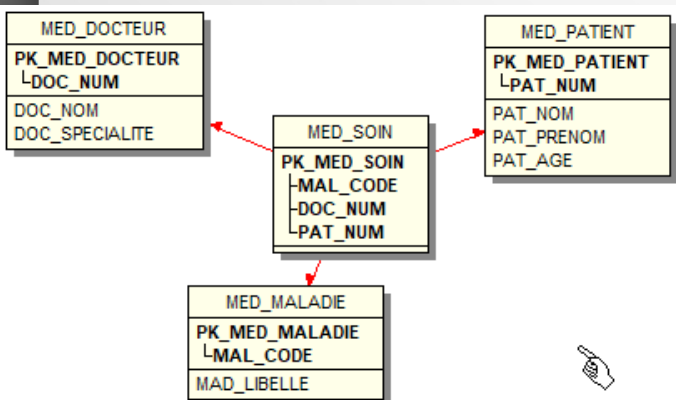 MED_DOCTEUR
PK_MED_DOCTEUR
DOC_NUM
DOC_NOM
DOC_SPECIALITE
MED_PATIENT
PK_MED_PATIENT
PAT_NUM
PAT_NOM
PAT_PRENOM
PAT_AGE
MED_SOIN
PK_MED_SOIN
MAL_CODE
DOC_NUM
PAT_NUM
MED_MALADIE
PK_MED_MALADIE
MAL_CODE
MAD_LIBELLE